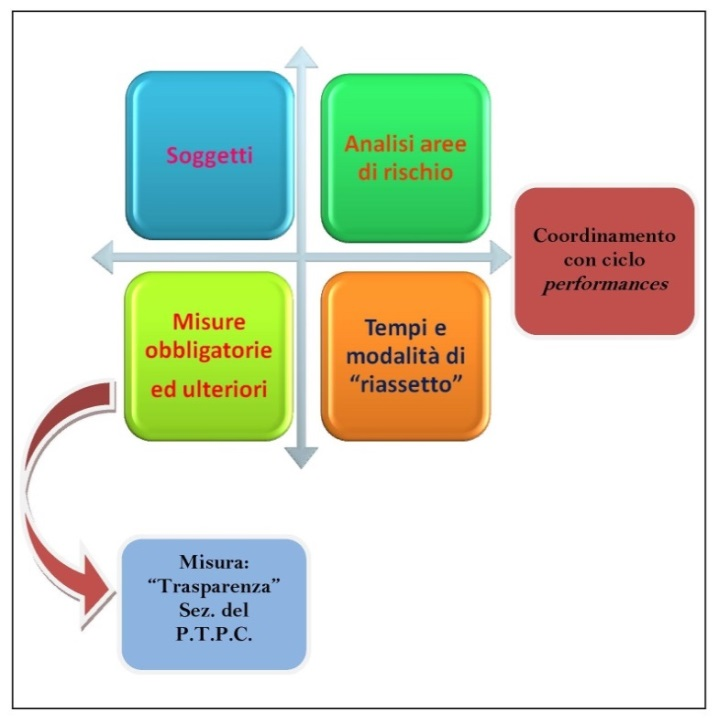 Soggetti
Analisi aree
di rischio
Coordinamento
con ciclo
performances
Misure
obbligatorie
ed ulteriori
Tempi e
modalità di
“riassetto”
Misura:
“Trasparenza”
Sez. del
P.T.P.C.